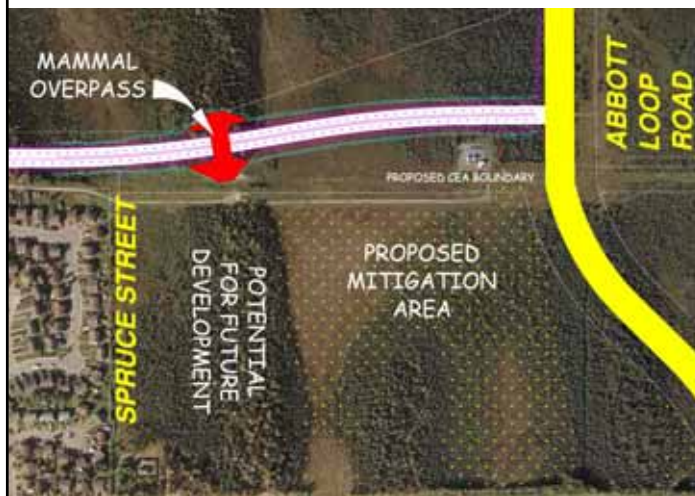 MAMMAL
OVERPASS
ABBOTT
LOOP
ROAD
PROPOSED CEA BOUNDARY
SPRUCE STREET
POTENTIAL
FOR FUTURE
DEVELOPMENT
PROPOSED
MITIGATION
AREA